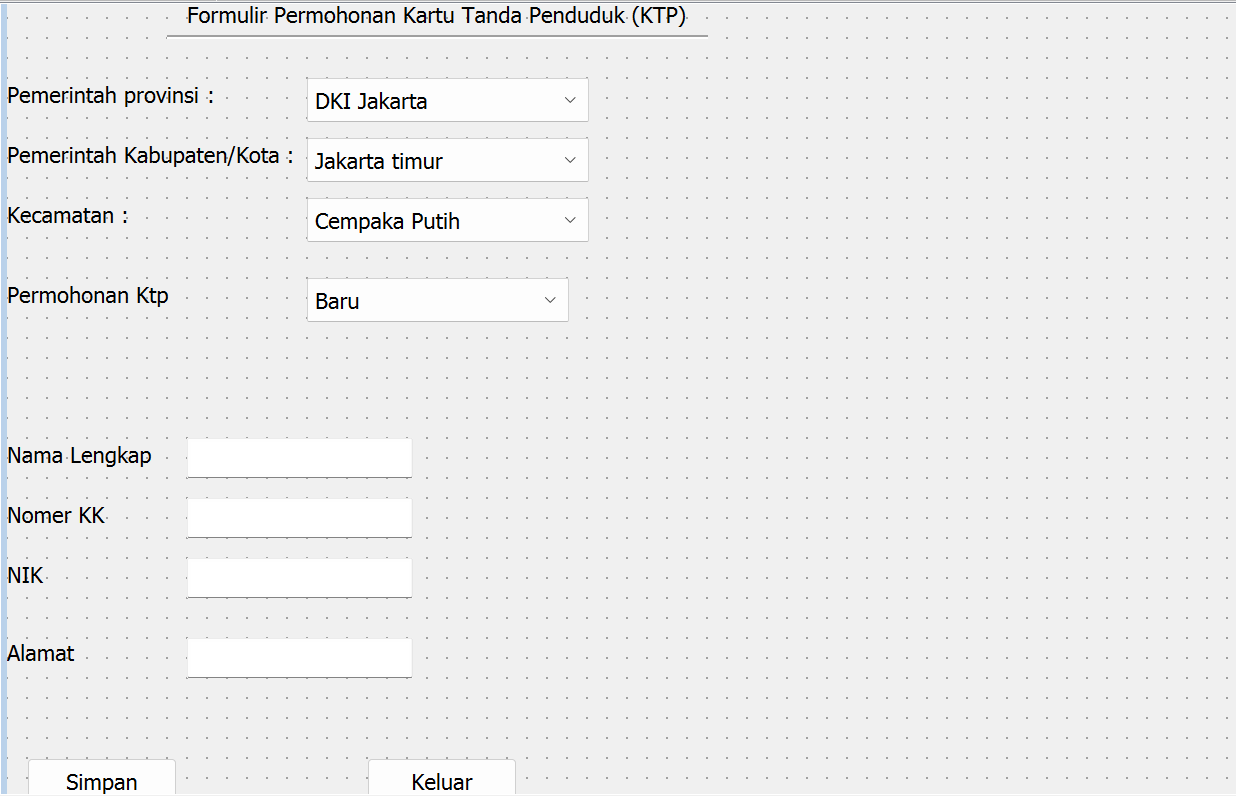 Formulir Permohonan Kartu Tanda Penduduk (KTP)
Pemerintah provinsi : DKI Jakarta
Pemerintah Kabupaten/Kota : Jakarta timur
Kecamatan : Cempaka Putih
Permohonan Ktp Baru
Nama Lengkap
Nomer KK
NIK
Alamat
Simpan Keluar